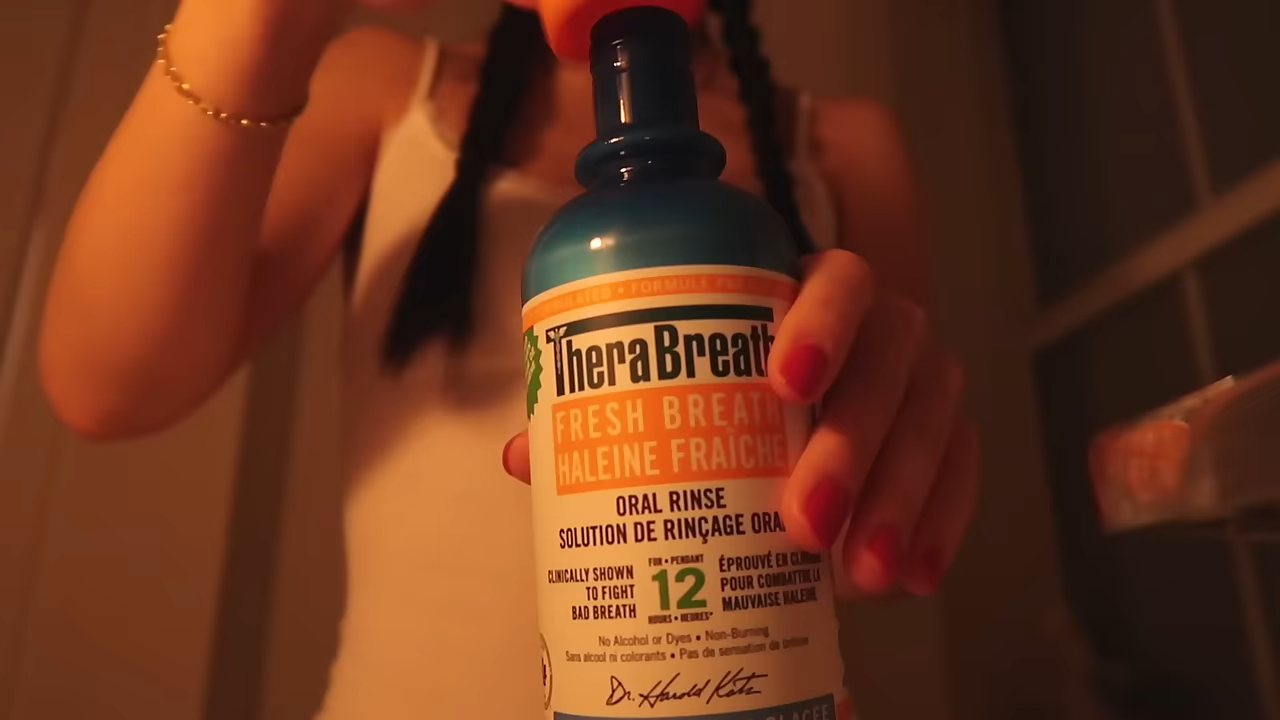 FORMULE
TheraBreath
FRESH BREATH
HALEINE FRAÎCHE
ORAL RINSE
SOLUTION DE RINÇAGE
CLINICALLY SHOWN
TO FIGHT
BAD BREATH
FOR • PENDANT
12
HOURS • HEURES*
ÉPROUVÉ EN
POUR COMBATTRE LA
MAUVAISE HALEINE
No Alcohol or Dyes • Non-Burning
Sans alcool ni colorants • Pas de sensation de brûlure
Dr. Harold Katz